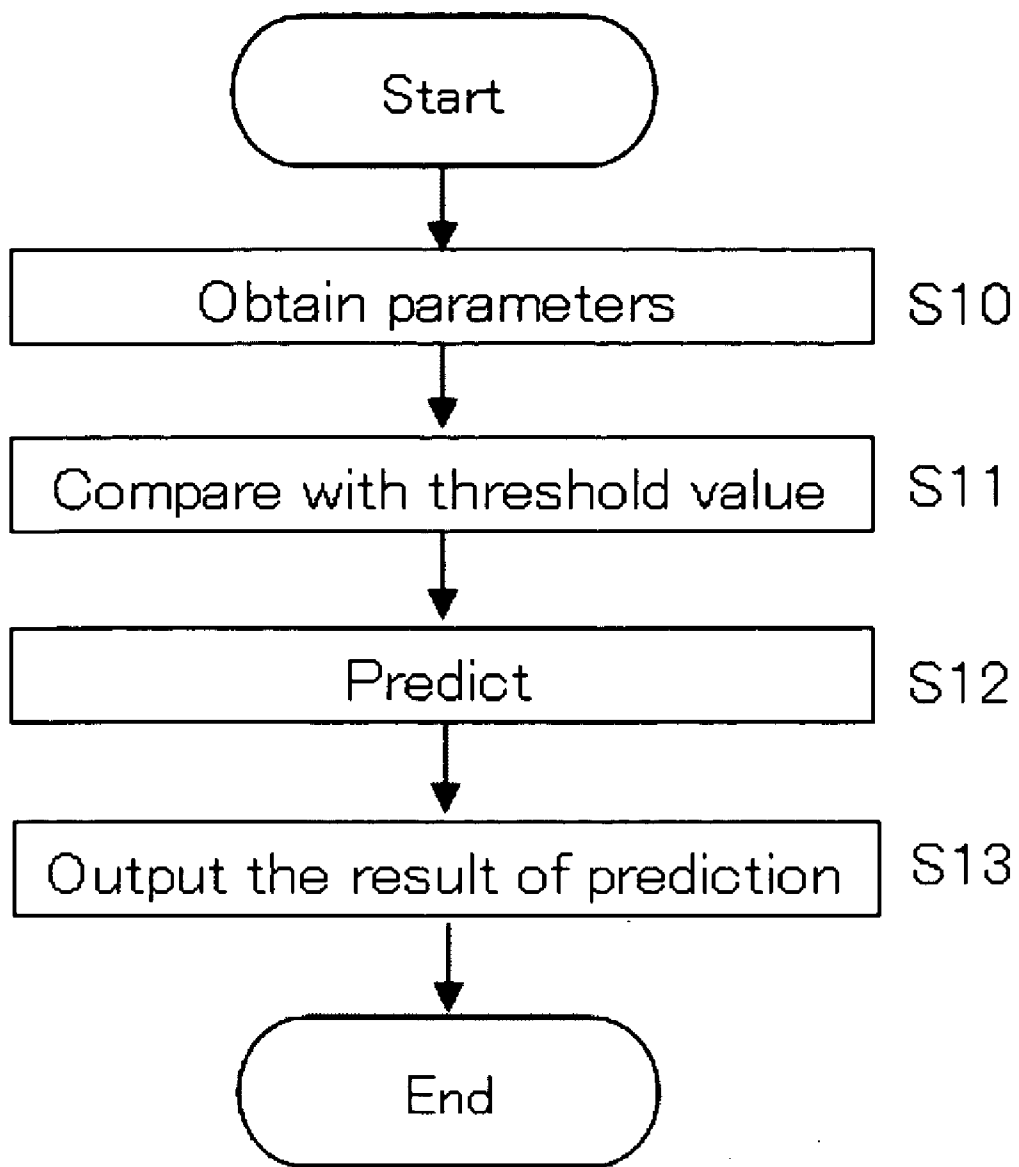 Start
Obtain parameters S10
Compare with threshold value S11
Predict S12
Output the result of prediction S13
End